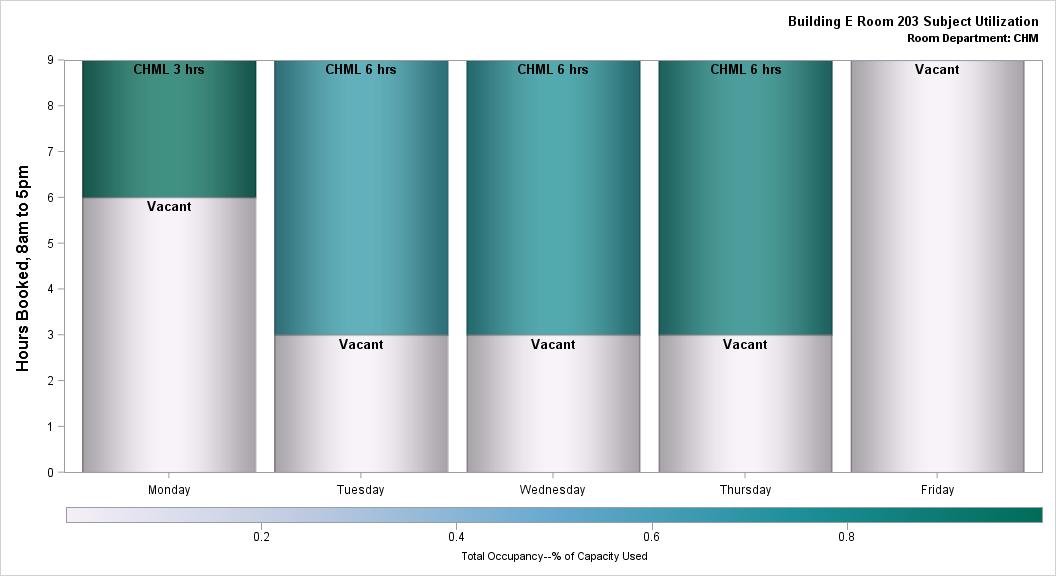 Building E Room 203 Subject Utilization
Room Department: CHM
Hours Booked, 8am to 5pm
9
8
7
6
5
4
3
2
1
0
CHML 3 hrs
Vacant
CHML 6 hrs
Vacant
CHML 6 hrs
Vacant
CHML 6 hrs
Vacant
Vacant
Monday
Tuesday
Wednesday
Thursday
Friday
0.2
0.4
0.6
0.8
Total Occupancy--% of Capacity Used